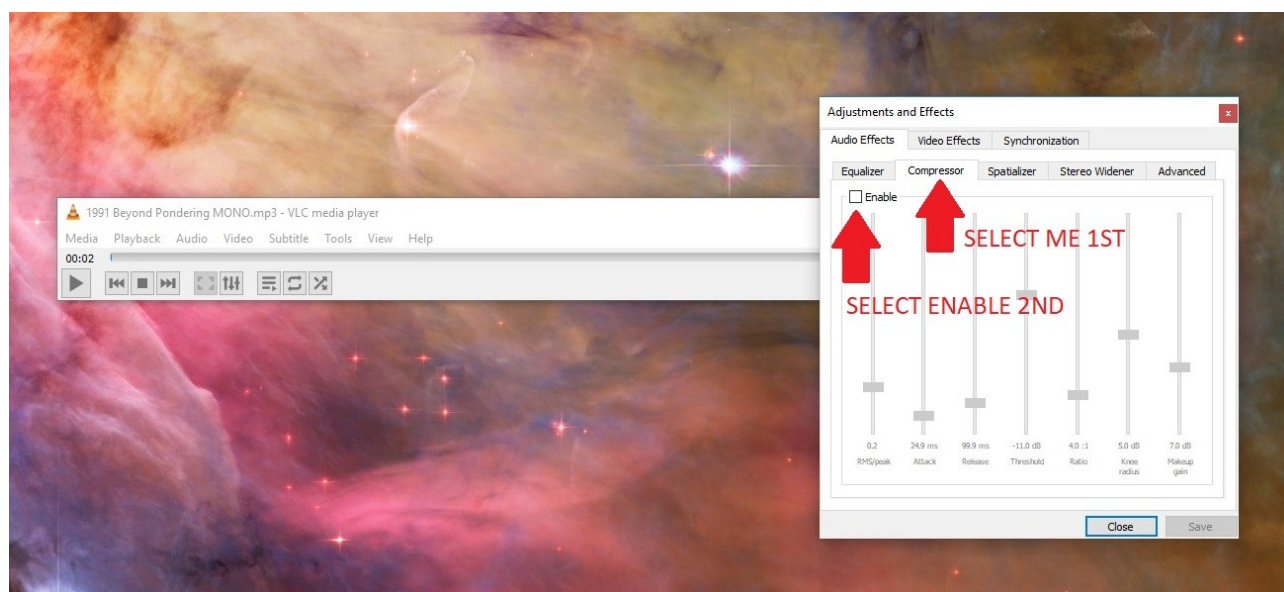 1991 Beyond Pondering MONO.mp3 - VLC media player
Media Playback Audio Video Subtitle Tools View Help
00:02
Adjustments and Effects
x
Audio Effects Video Effects Synchronization
Equalizer Compressor Spatializer Stereo Widener Advanced
Enable
SELECT ME 1ST
SELECT ENABLE 2ND
0.2 24.9 ms 99.9 ms -11.0 dB 4.0 :1 5.0 dB 7.0 dB
RMS/peak Attack Release Threshold Ratio Knee radius Makeup gain
Close Save